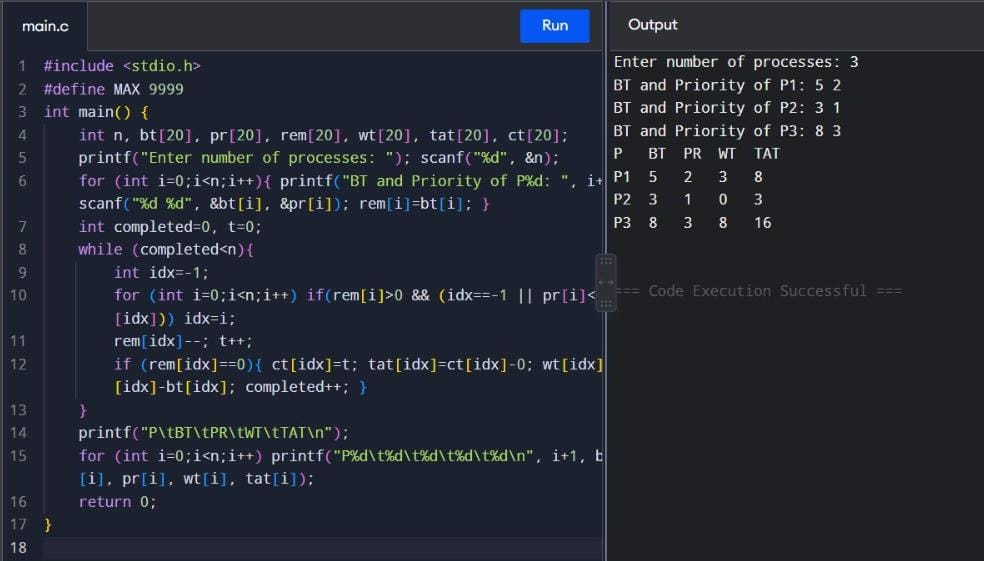 main.c
Run
Output
1 #include <stdio.h>
2 #define MAX 9999
3 int main() {
4 int n, bt[20], pr[20], rem[20], wt[20], tat[20], ct[20];
5 printf("Enter number of processes: "); scanf("%d", &n);
6 for (int i=0;i<n;i++){ printf("BT and Priority of P%d: ", i+
scanf("%d %d", &bt[i], &pr[i]); rem[i]=bt[i]; }
7 int completed=0, t=0;
8 while (completed<n){
9 int idx=-1;
10 for (int i=0;i<n;i++) if(rem[i]>0 && (idx==-1 || pr[i]<
[idx])) idx=i;
11 rem[idx]--; t++;
12 if (rem[idx]==0){ ct[idx]=t; tat[idx]=ct[idx]-0; wt[idx]
[idx]-bt[idx]; completed++; }
13 }
14 printf("P\tBT\tPR\tWT\tTAT\n");
15 for (int i=0;i<n;i++) printf("P%d\t%d\t%d\t%d\t%d\n", i+1, b
[i], pr[i], wt[i], tat[i]);
16 return 0;
17 }
18
Enter number of processes: 3
BT and Priority of P1: 5 2
BT and Priority of P2: 3 1
BT and Priority of P3: 8 3
P BT PR WT TAT
P1 5 2 3 8
P2 3 1 0 3
P3 8 3 8 16
=== Code Execution Successful ===